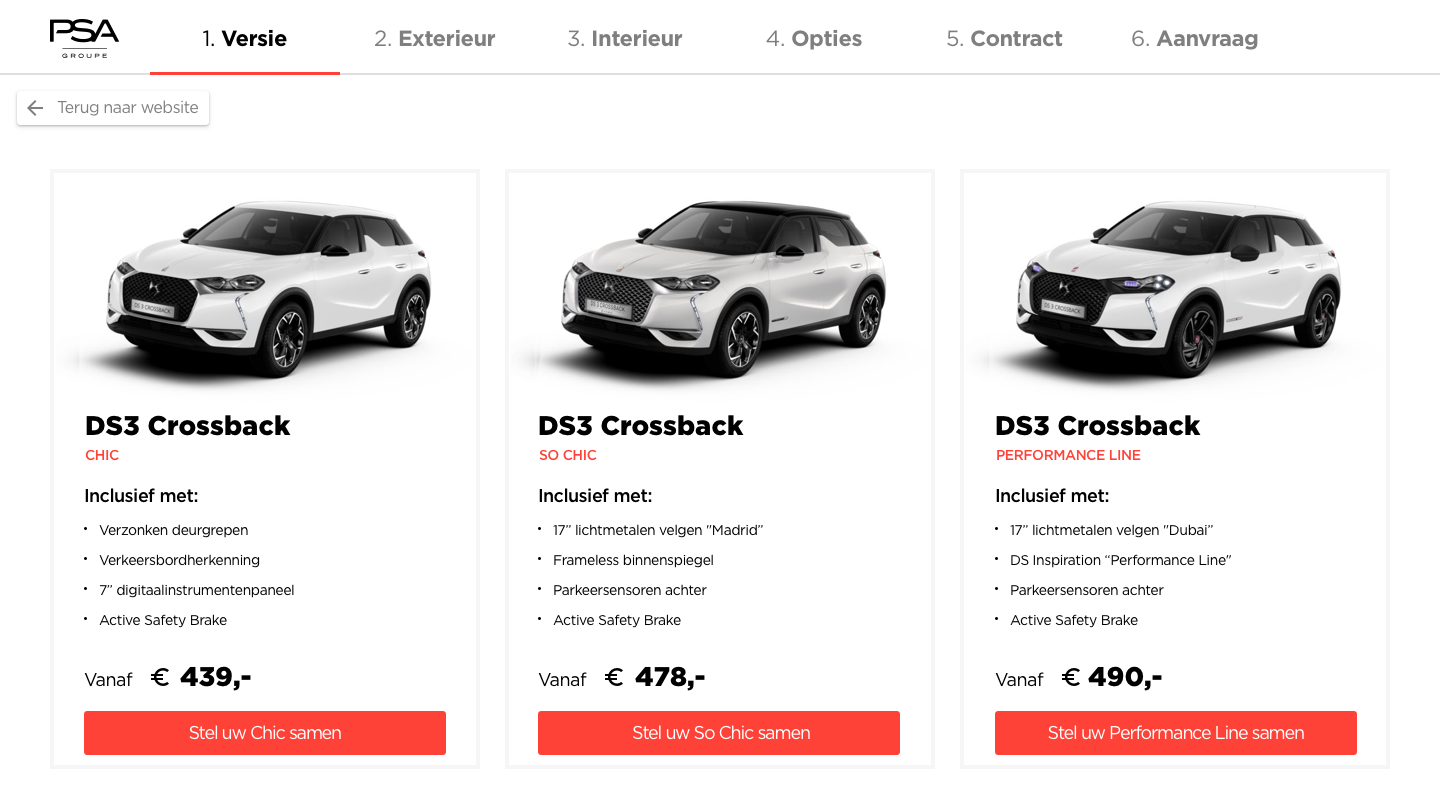 PSA
GROUPE
1. Versie
2. Exterieur
3. Interieur
4. Opties
5. Contract
6. Aanvraag
Terug naar website
DS 3 CROSSBACK
DS3 Crossback
CHIC
Inclusief met:
• Verzonken deurgrepen
• Verkeersbordherkenning
• 7” digitaalinstrumentenpaneel
• Active Safety Brake
Vanaf € 439,-
Stel uw Chic samen
DS 3 CROSSBACK
DS3 Crossback
SO CHIC
Inclusief met:
• 17” lichtmetalen velgen "Madrid”
• Frameless binnenspiegel
• Parkeersensoren achter
• Active Safety Brake
Vanaf € 478,-
Stel uw So Chic samen
DS 3 CROSSBACK
DS3 Crossback
PERFORMANCE LINE
Inclusief met:
• 17” lichtmetalen velgen "Dubai”
• DS Inspiration “Performance Line"
• Parkeersensoren achter
• Active Safety Brake
Vanaf € 490,-
Stel uw Performance Line samen